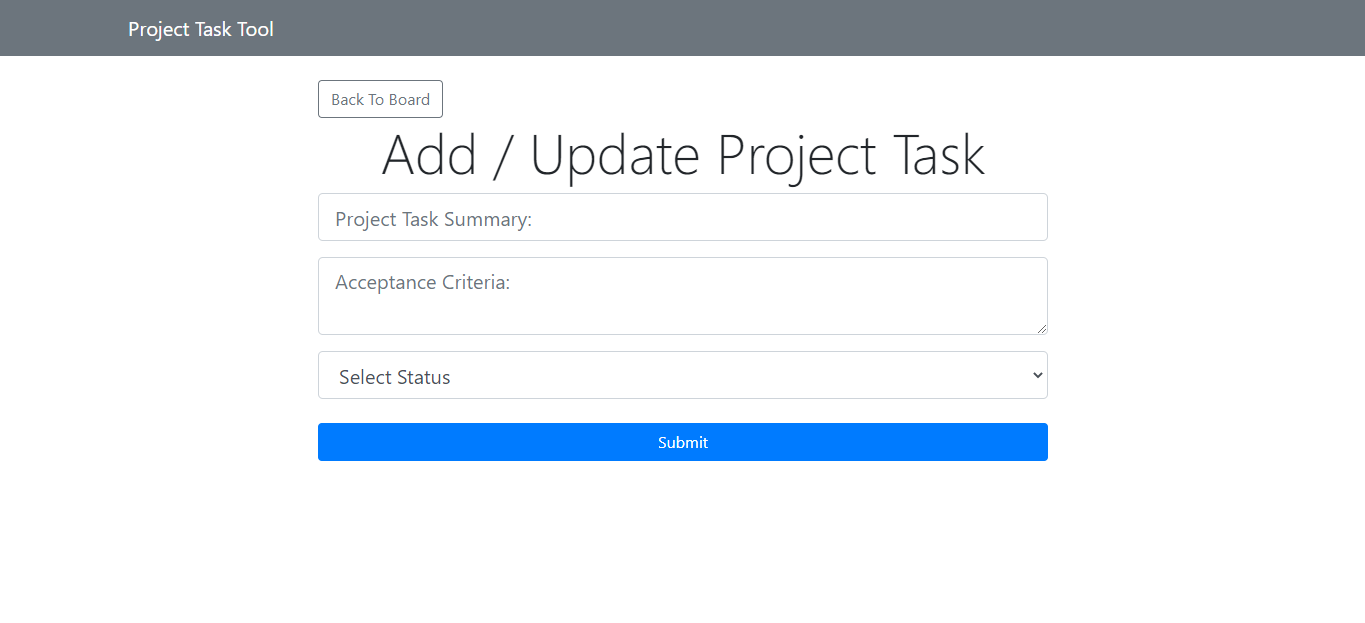 Project Task Tool
Back To Board
Add / Update Project Task
Project Task Summary:
Acceptance Criteria:
Select Status
Submit